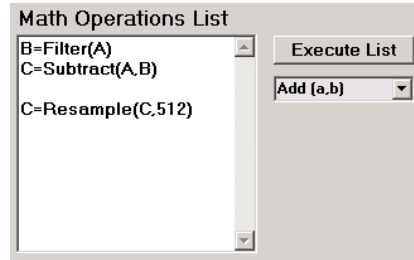 Math Operations List
B=Filter(A)
C=Subtract(A,B)
C=Resample(C,512)
Execute List
Add (a,b)